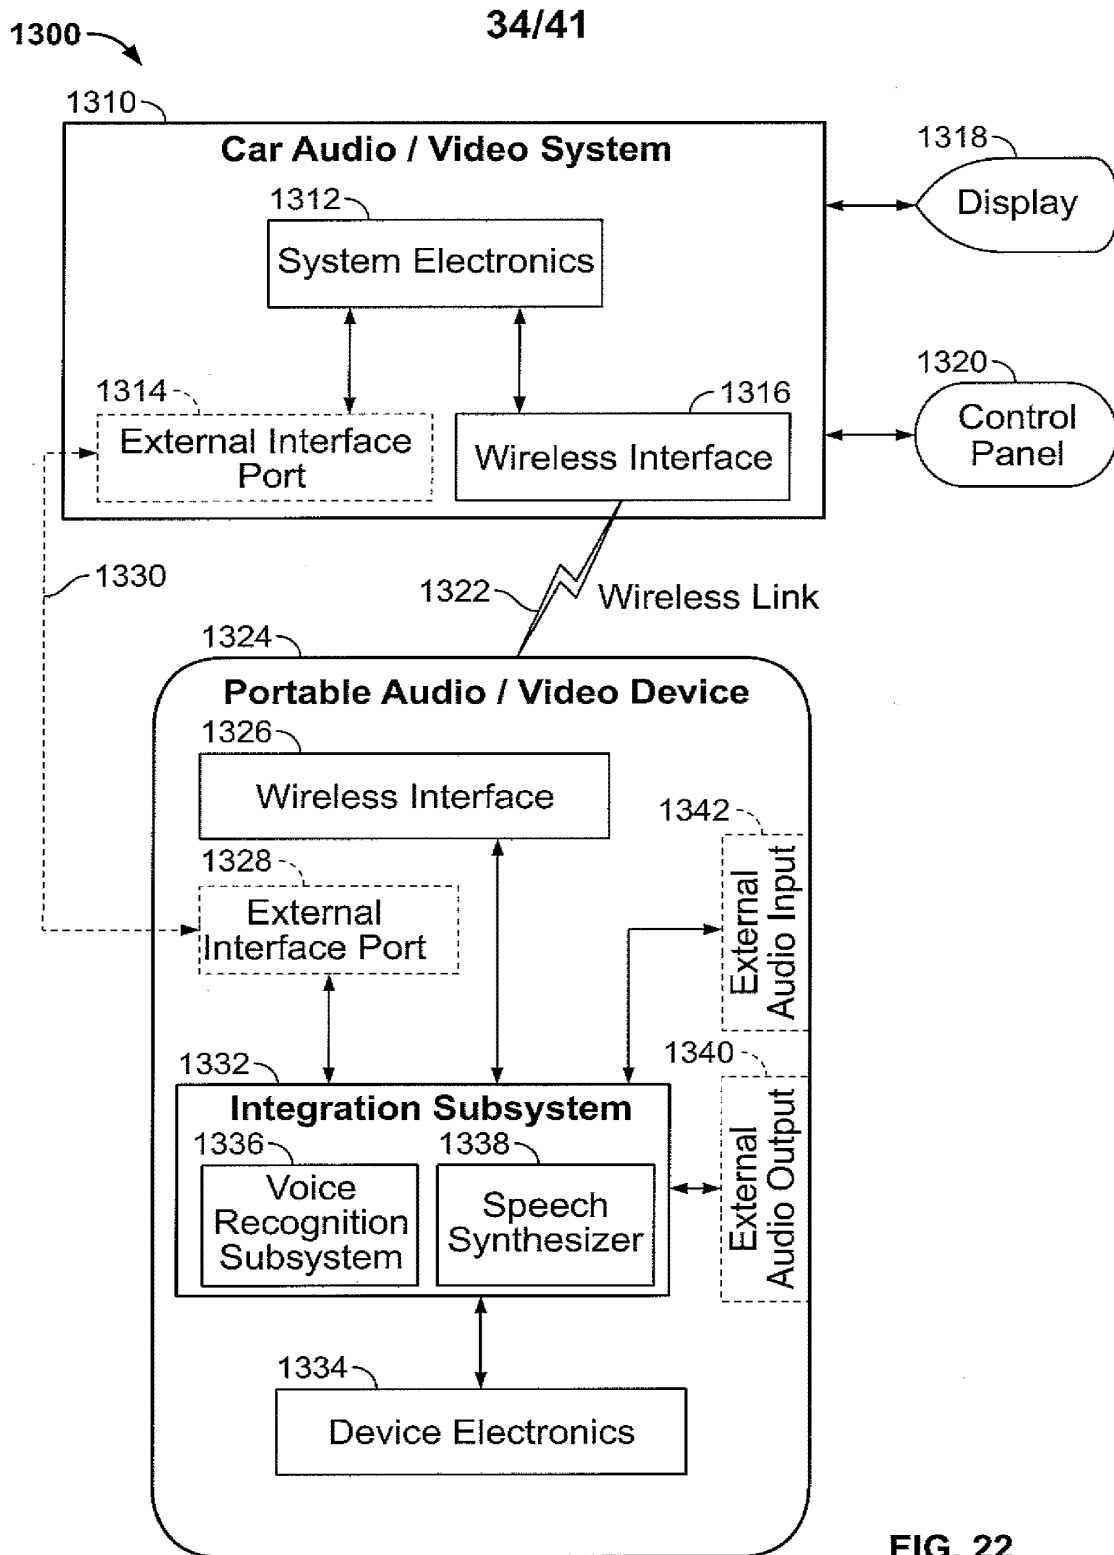 34/41
1300
1310
Car Audio / Video System
1318
Display
1312
System Electronics
1314
External Interface
Port
1316
Wireless Interface
1320
Control
Panel
1330
1322
Wireless Link
1324
Portable Audio / Video Device
1326
Wireless Interface
1328
External
Interface Port
1342
External
Audio Input
1332
Integration Subsystem
1336
Voice
Recognition
Subsystem
1338
Speech
Synthesizer
1340
External
Audio Output
1334
Device Electronics
FIG. 22